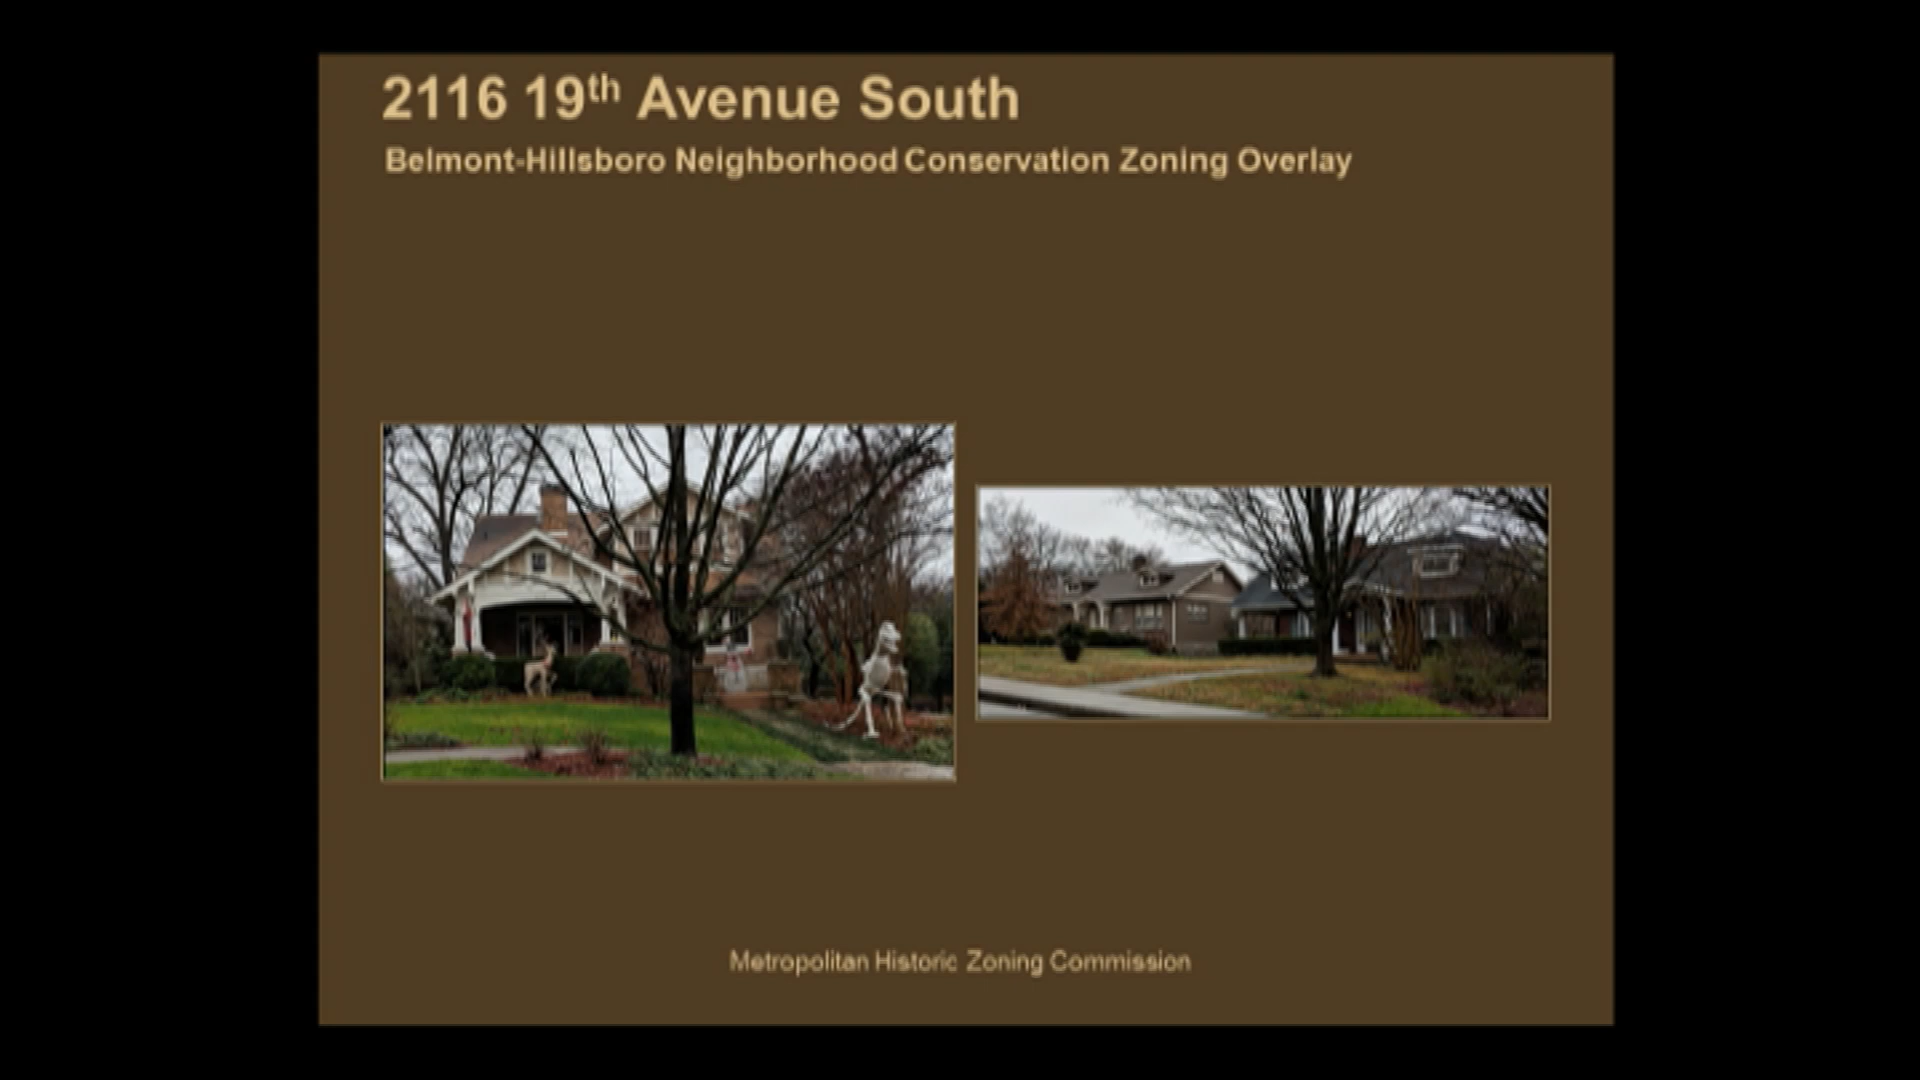 2116 19th Avenue South
Belmont-Hillsboro Neighborhood Conservation Zoning Overlay
Metropolitan Historic Zoning Commission